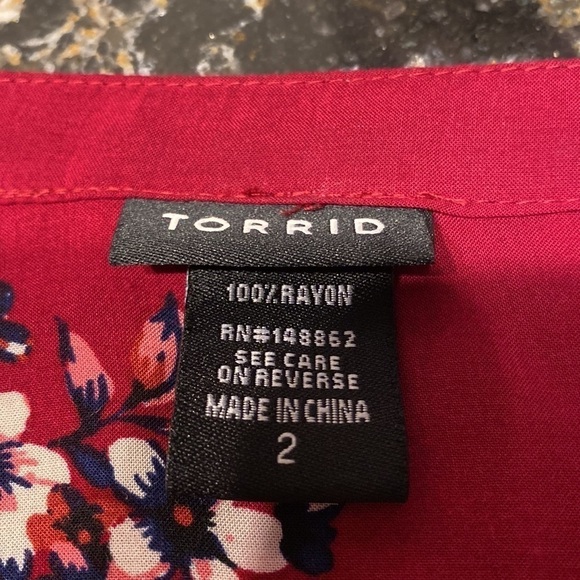 TORRID
100% RAYON
RN#148862
SEE CARE
ON REVERSE
MADE IN CHINA
2